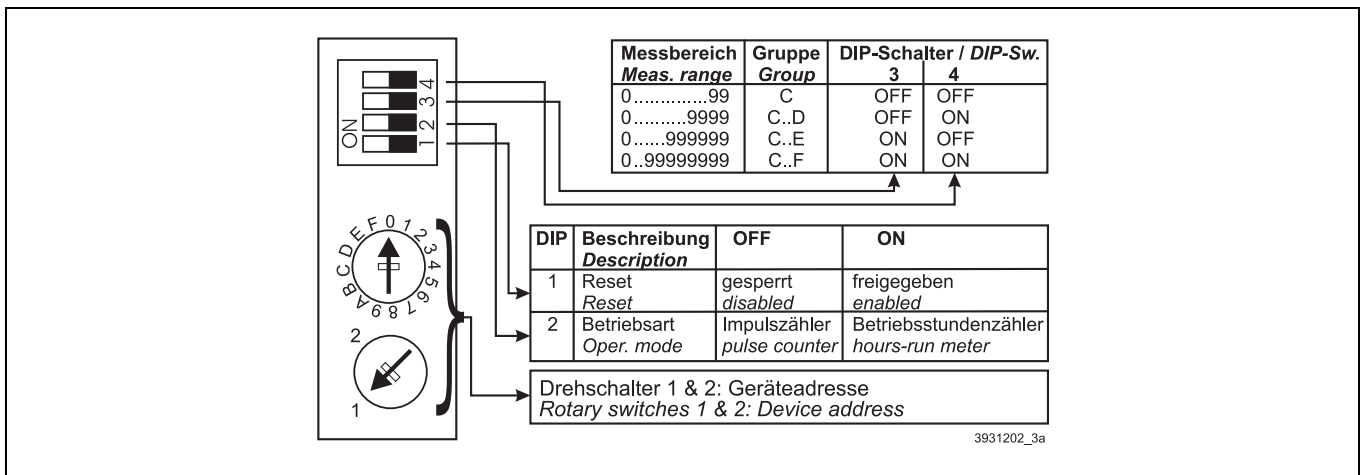 ON
4
3
2
1
F 0 1 2 3 4 5 6 7 8 9 A B C D E
2
1
Messbereich Gruppe DIP-Schalter / DIP-Sw.
Meas. range Group 3 4
0.............99 C OFF OFF
0..........9999 C..D OFF ON
0......999999 C..E ON OFF
0..99999999 C..F ON ON
DIP Beschreibung OFF ON
Description
1 Reset gesperrt freigegeben
Reset disabled enabled
2 Betriebsart Impulszähler Betriebsstundenzähler
Oper. mode pulse counter hours-run meter
Drehschalter 1 & 2: Geräteadresse
Rotary switches 1 & 2: Device address
3931202_3a